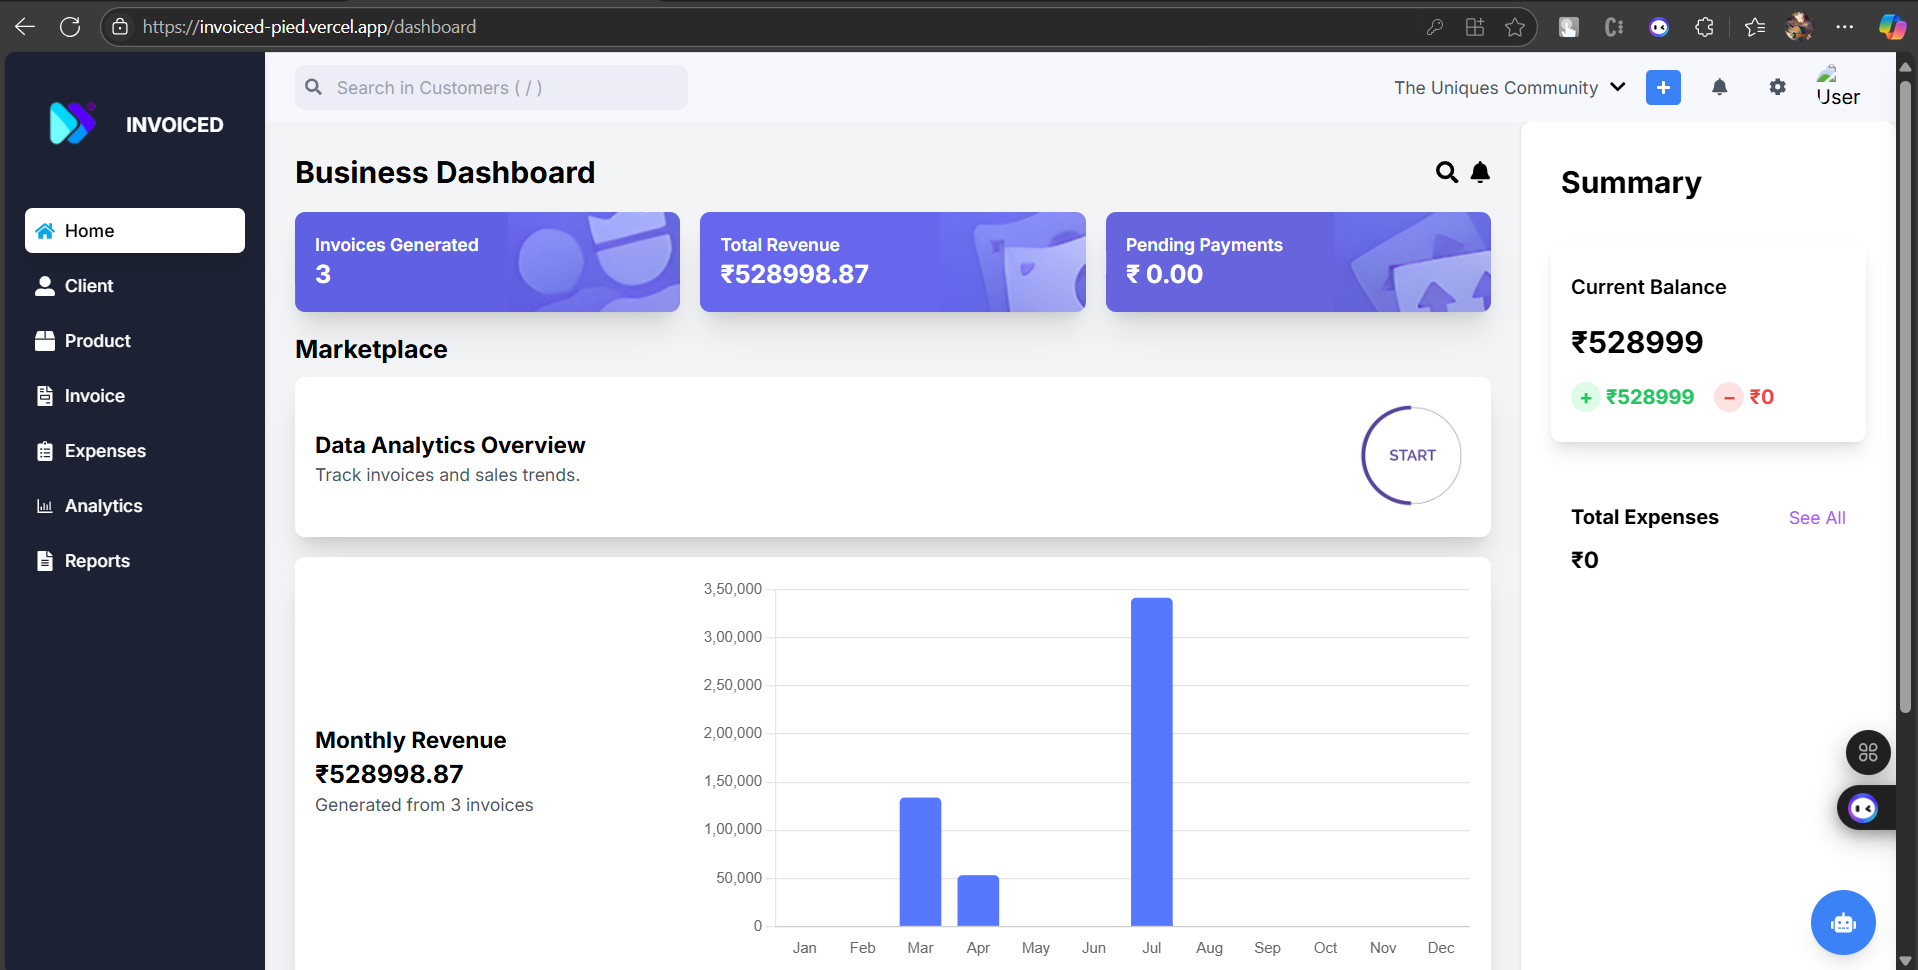 https://invoiced-pied.vercel.app/dashboard
INVOICED
Home
Client
Product
Invoice
Expenses
Analytics
Reports
Search in Customers ( / )
The Uniques Community
User
Business Dashboard
Invoices Generated
3
Total Revenue
₹528998.87
Pending Payments
₹ 0.00
Marketplace
Data Analytics Overview
Track invoices and sales trends.
START
Monthly Revenue
₹528998.87
Generated from 3 invoices
3,50,000
3,00,000
2,50,000
2,00,000
1,50,000
1,00,000
50,000
0
Jan Feb Mar Apr May Jun Jul Aug Sep Oct Nov Dec
Summary
Current Balance
₹528999
+ ₹528999 − ₹0
Total Expenses See All
₹0